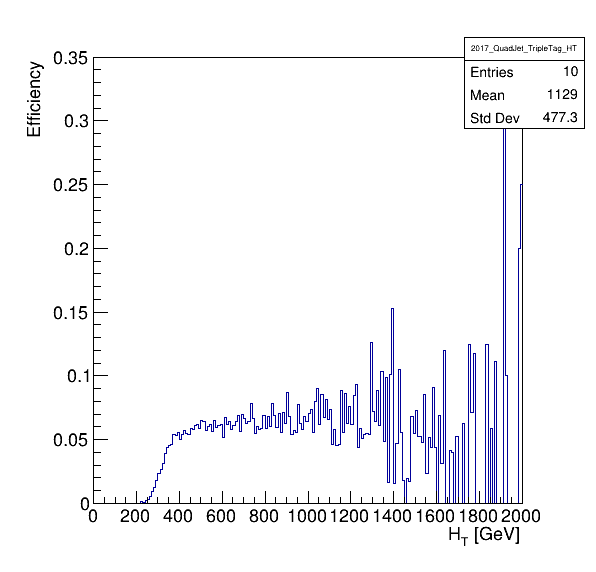 2017_QuadJet_TripleTag_HT
Entries 10
Mean 1129
Std Dev 477.3
Efficiency
0.35
0.3
0.25
0.2
0.15
0.1
0.05
0
0 200 400 600 800 1000 1200 1400 1600 1800 2000
H_T [GeV]